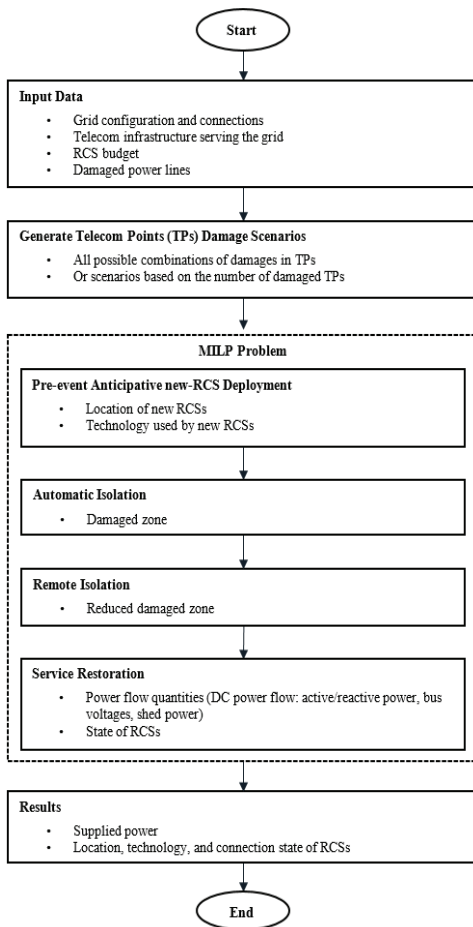 Start
Input Data
• Grid configuration and connections
• Telecom infrastructure serving the grid
• RCS budget
• Damaged power lines
Generate Telecom Points (TPs) Damage Scenarios
• All possible combinations of damages in TPs
• Or scenarios based on the number of damaged TPs
MILP Problem
Pre-event Anticipative new-RCS Deployment
• Location of new RCSs
• Technology used by new RCSs
Automatic Isolation
• Damaged zone
Remote Isolation
• Reduced damaged zone
Service Restoration
• Power flow quantities (DC power flow: active/reactive power, bus
voltages, shed power)
• State of RCSs
Results
• Supplied power
• Location, technology, and connection state of RCSs
End